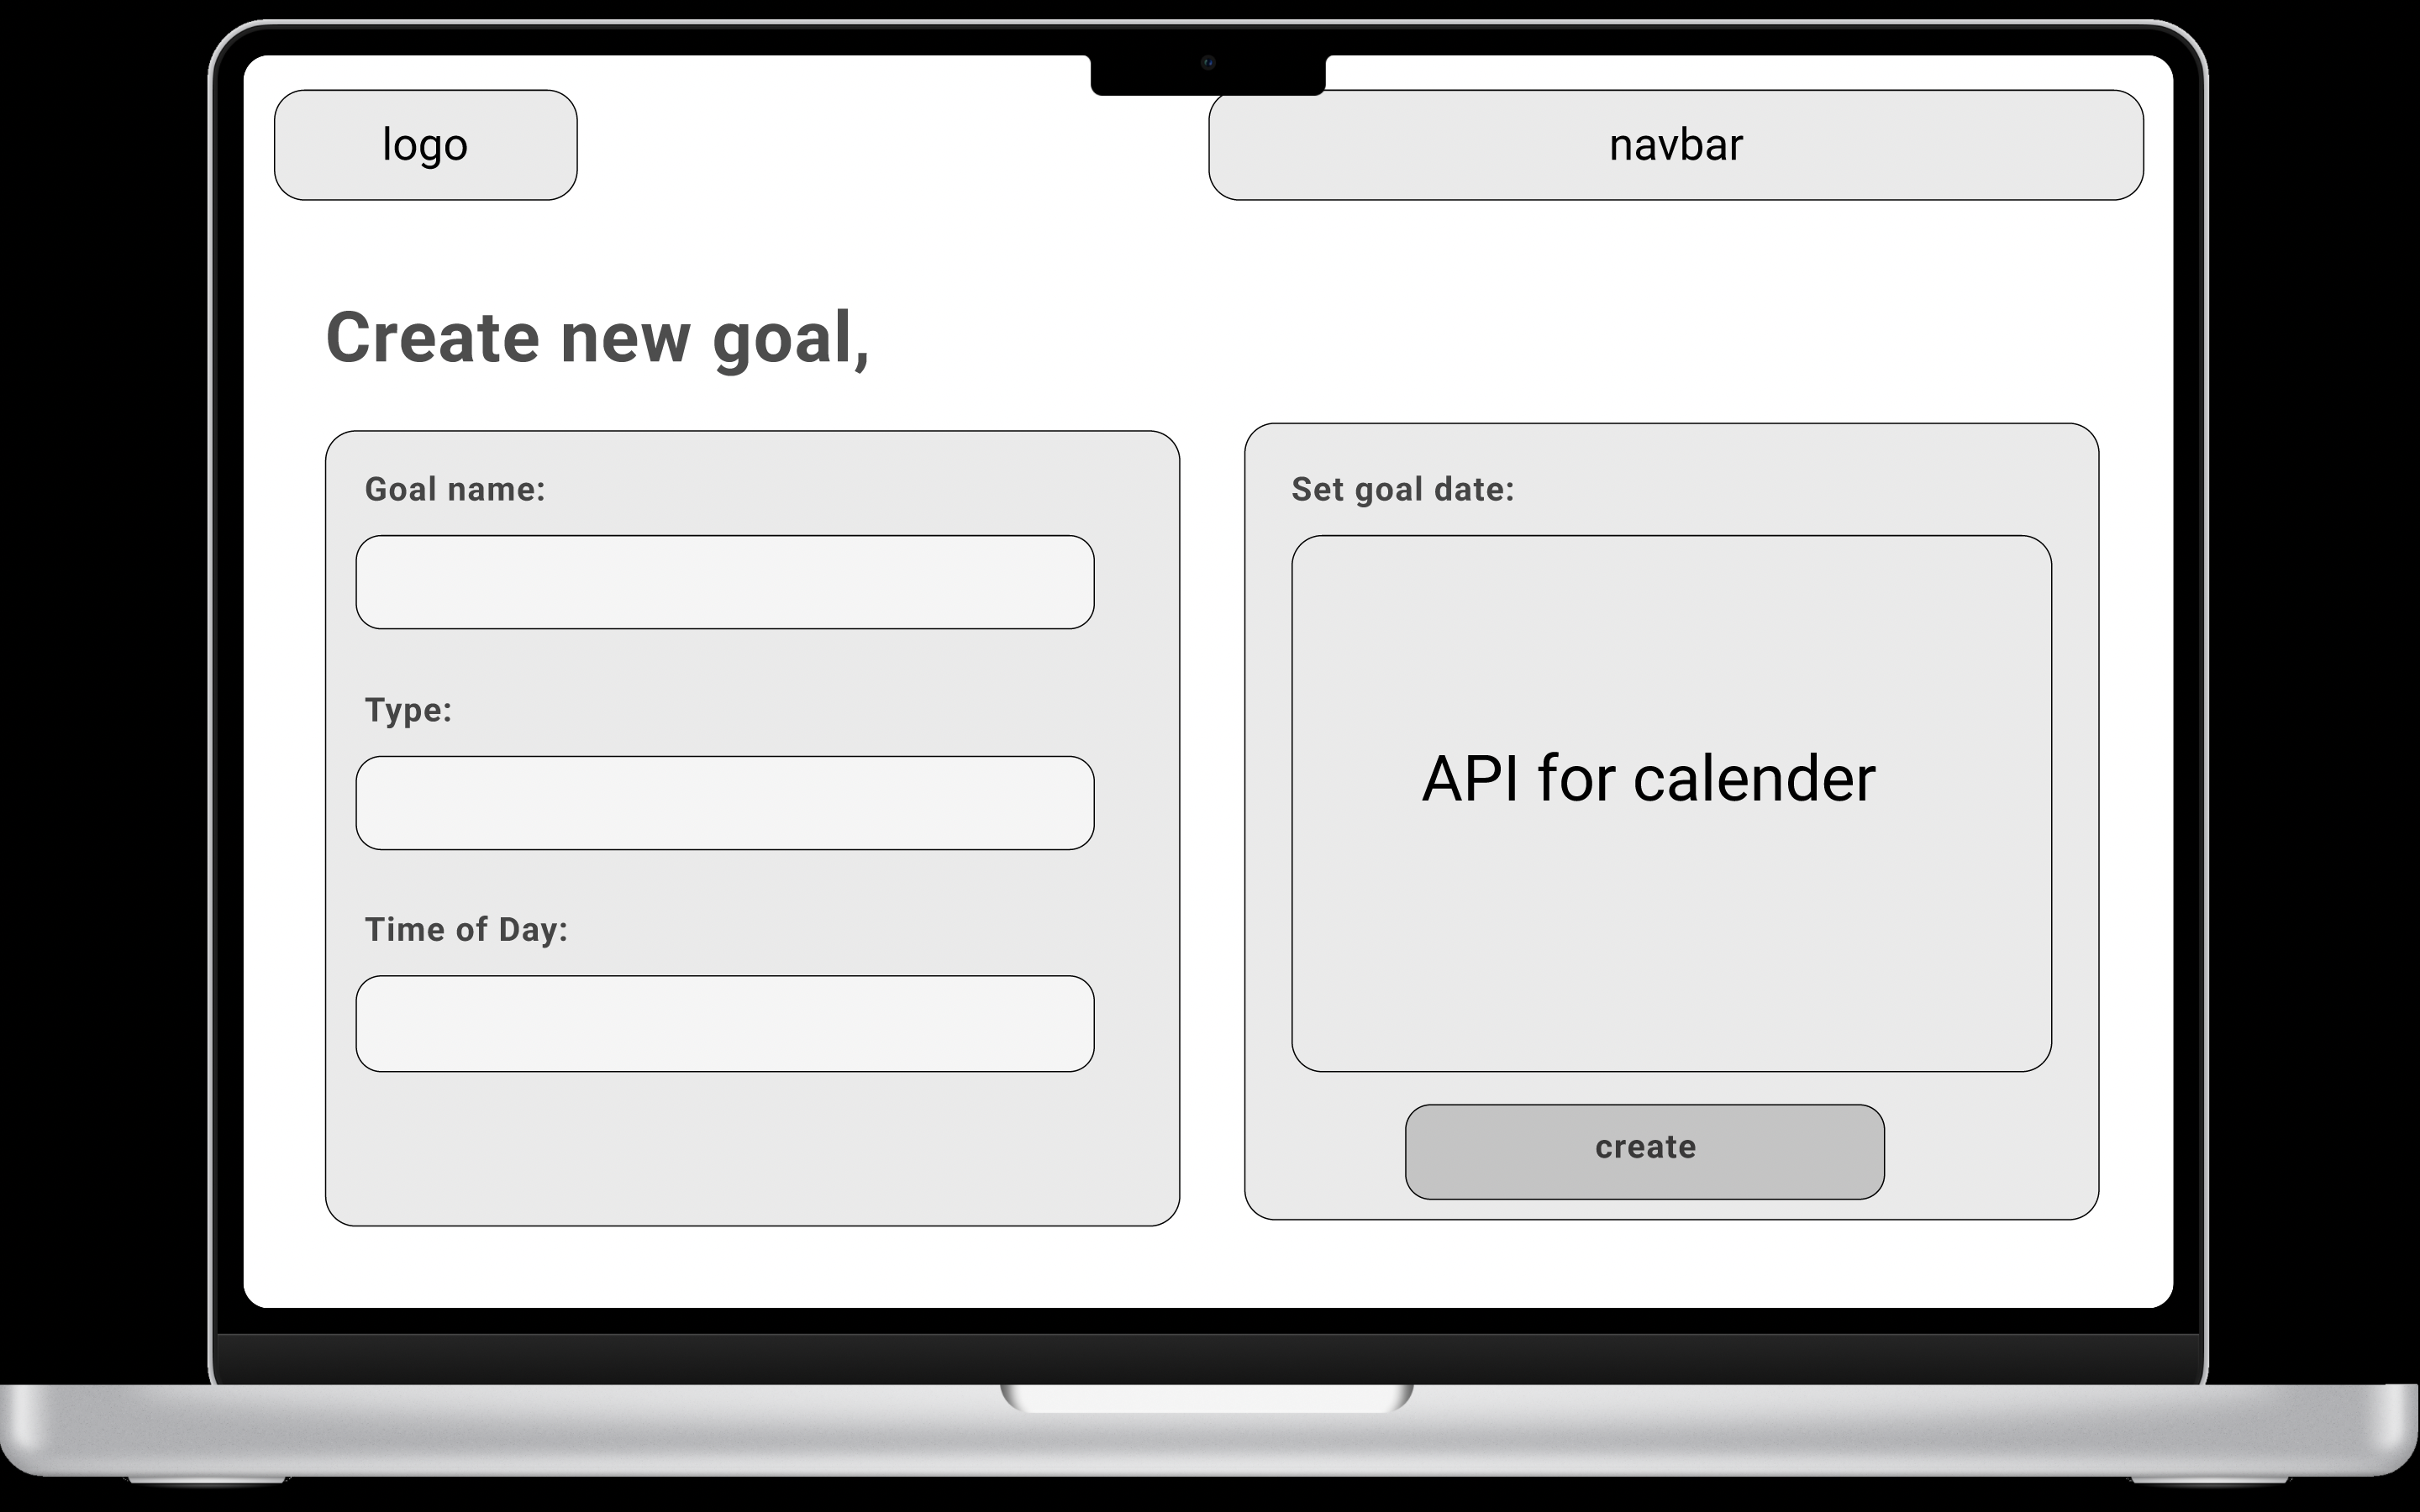 logo
navbar
Create new goal,
Goal name:
Type:
Time of Day:
Set goal date:
API for calender
create